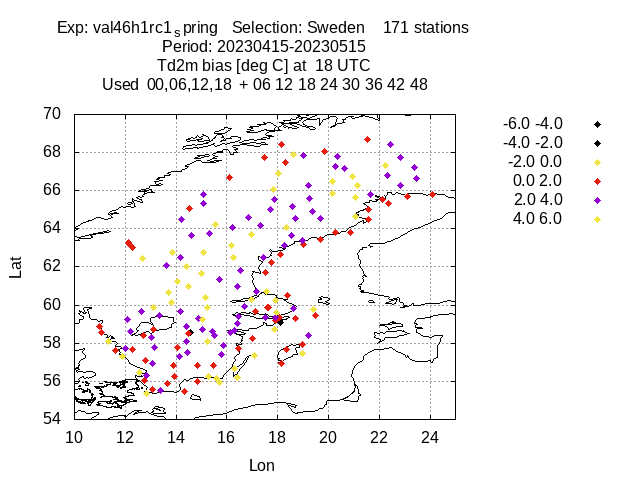 Exp: val46h1rc1spring Selection: Sweden 171 stations
Period: 20230415-20230515
Td2m bias [deg C] at 18 UTC
Used 00,06,12,18 + 06 12 18 24 30 36 42 48
-6.0 -4.0
-4.0 -2.0
-2.0 0.0
0.0 2.0
2.0 4.0
4.0 6.0
70
68
66
64
62
60
58
56
54
Lat
10 12 14 16 18 20 22 24
Lon